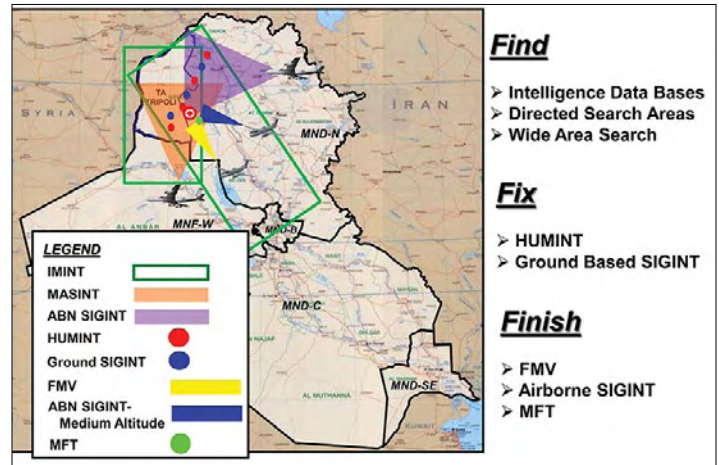 DAHUK
SYRIA
TA
TRIPOLI
IRAN
MND-N
MNF-W
MND-B
AL ANBAR
MND-C
AL MUTHANNA
MND-SE
KUWAIT
LEGEND
IMINT
MASINT
ABN SIGINT
HUMINT
Ground SIGINT
FMV
ABN SIGINT-
Medium Altitude
MFT
Find
➢ Intelligence Data Bases
➢ Directed Search Areas
➢ Wide Area Search
Fix
➢ HUMINT
➢ Ground Based SIGINT
Finish
➢ FMV
➢ Airborne SIGINT
➢ MFT